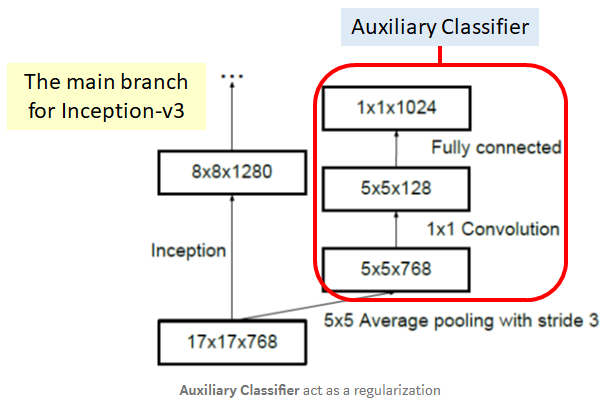 Auxiliary Classifier
The main branch
for Inception-v3
...
1x1x1024
Fully connected
8x8x1280
5x5x128
1x1 Convolution
Inception
5x5x768
5x5 Average pooling with stride 3
17x17x768
Auxiliary Classifier act as a regularization